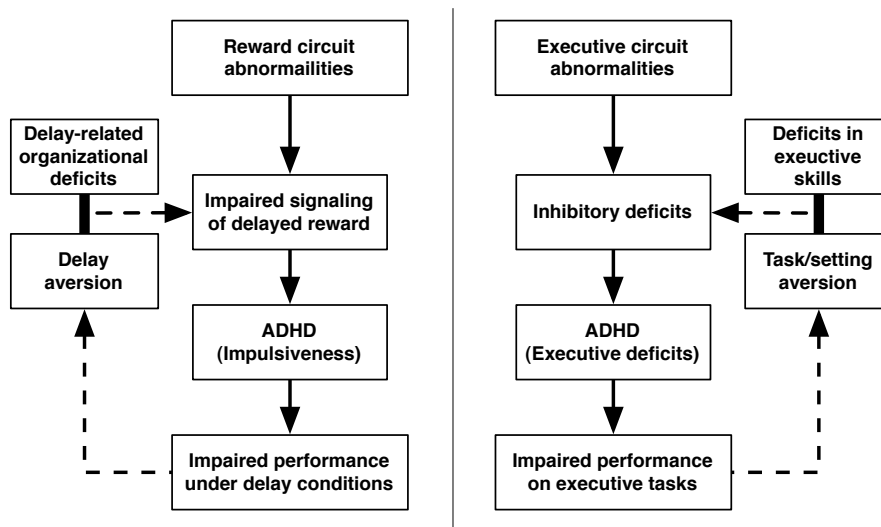 Reward circuit
abnormailities
Delay-related
organizational
deficits
Impaired signaling
of delayed reward
Delay
aversion
ADHD
(Impulsiveness)
Impaired performance
under delay conditions
Executive circuit
abnormalities
Deficits in
exeuctive
skills
Inhibitory deficits
Task/setting
aversion
ADHD
(Executive deficits)
Impaired performance
on executive tasks